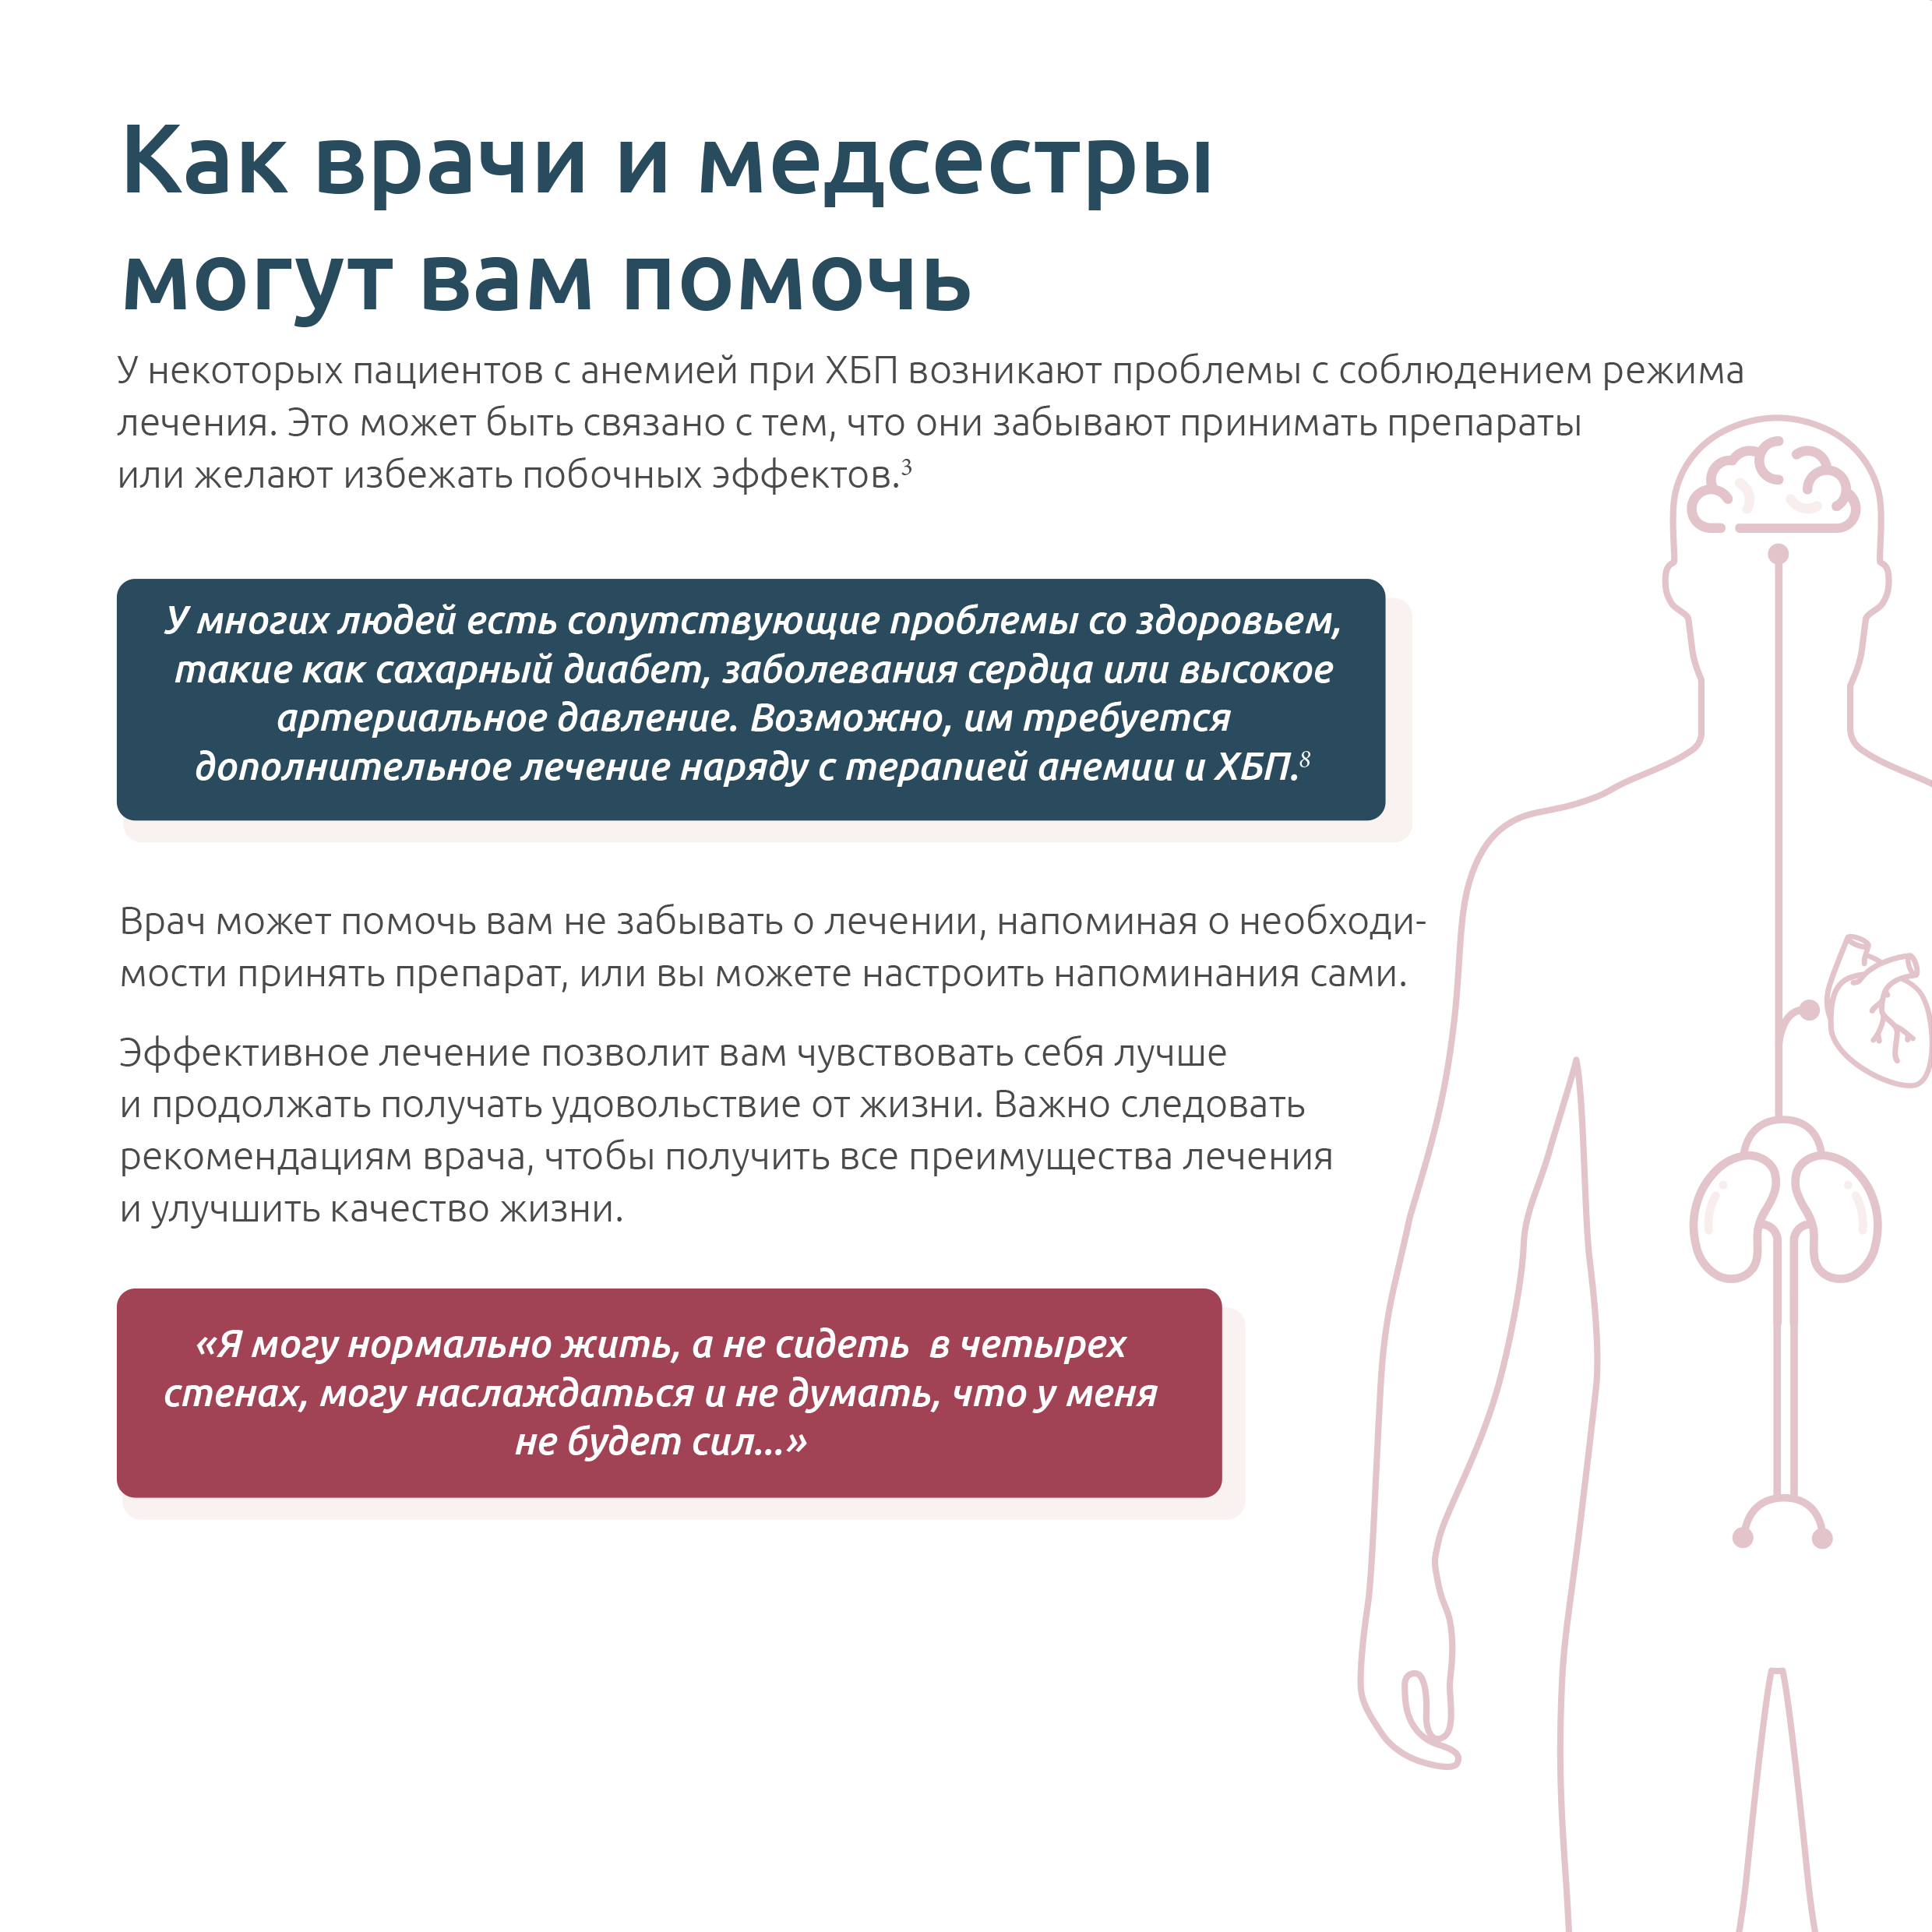 Как врачи и медсестры
могут вам помочь
У некоторых пациентов с анемией при ХБП возникают проблемы с соблюдением режима
лечения. Это может быть связано с тем, что они забывают принимать препараты
или желают избежать побочных эффектов.³
У многих людей есть сопутствующие проблемы со здоровьем,
такие как сахарный диабет, заболевания сердца или высокое
артериальное давление. Возможно, им требуется
дополнительное лечение наряду с терапией анемии и ХБП.⁸
Врач может помочь вам не забывать о лечении, напоминая о необходи-
мости принять препарат, или вы можете настроить напоминания сами.
Эффективное лечение позволит вам чувствовать себя лучше
и продолжать получать удовольствие от жизни. Важно следовать
рекомендациям врача, чтобы получить все преимущества лечения
и улучшить качество жизни.
«Я могу нормально жить, а не сидеть  в четырех
стенах, могу наслаждаться и не думать, что у меня
не будет сил...»